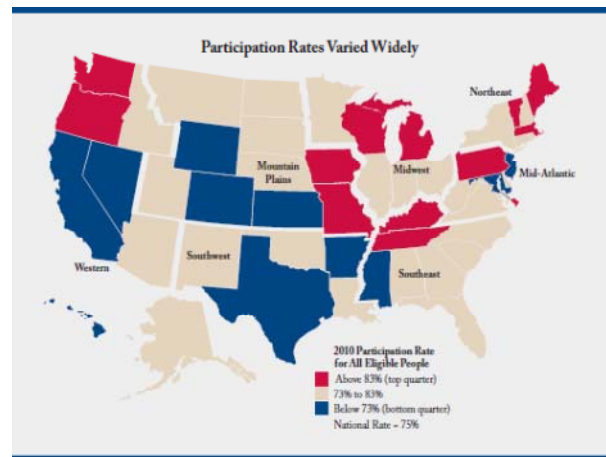 Participation Rates Varied Widely
Northeast
Mountain
Plains
Midwest
Mid-Atlantic
Southwest
Western
Southeast
2010 Participation Rate
for All Eligible People
Above 83% (top quarter)
73% to 83%
Below 73% (bottom quarter)
National Rate = 75%